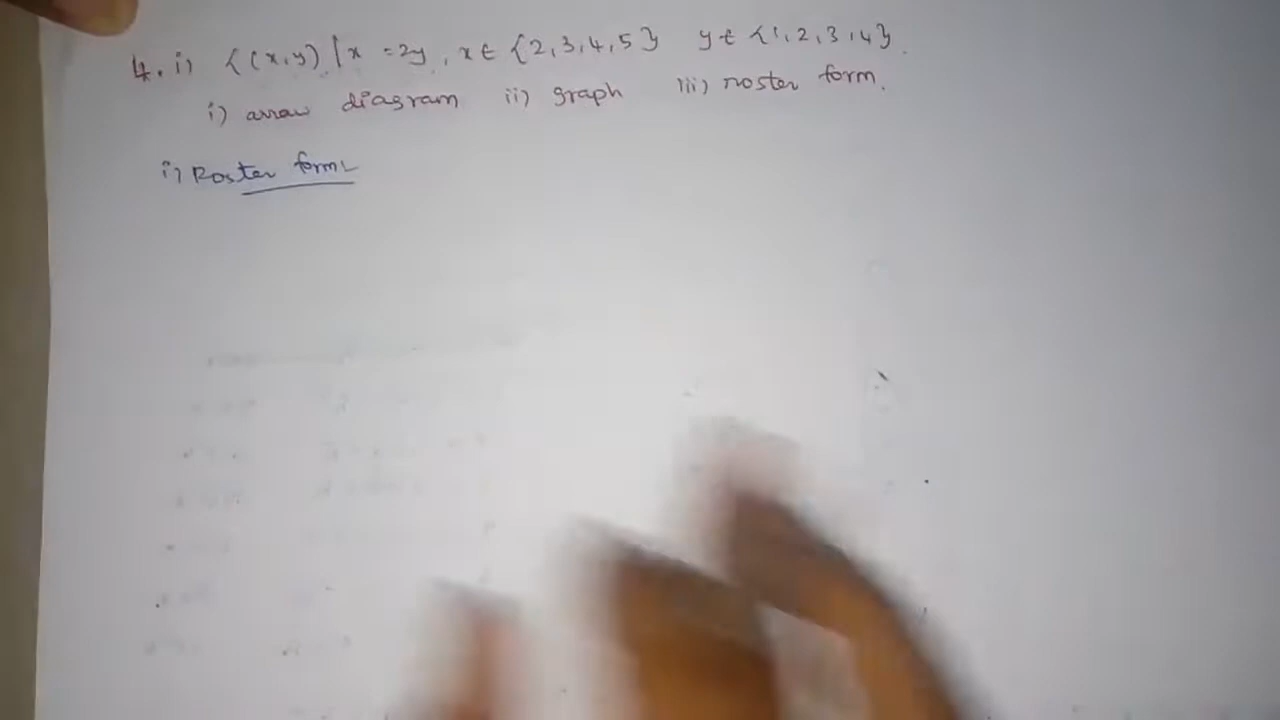 4. i) {(x,y) | x = 2y, x ∈ {2,3,4,5} y ∈ {1,2,3,4}.
i) arrow diagram ii) graph iii) roster form.
i) Roster form: